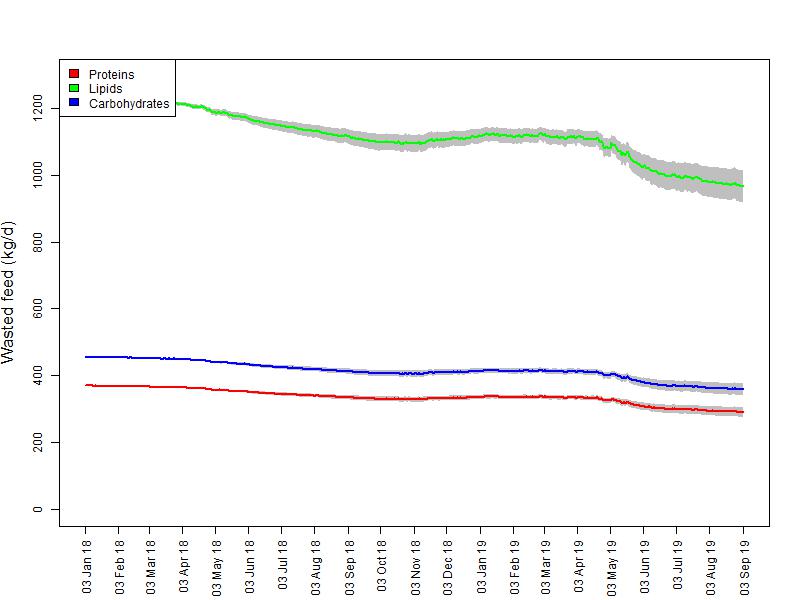 Proteins
Lipids
Carbohydrates
Wasted feed (kg/d)
1200
1000
800
600
400
200
0
03 Jan 18
03 Feb 18
03 Mar 18
03 Apr 18
03 May 18
03 Jun 18
03 Jul 18
03 Aug 18
03 Sep 18
03 Oct 18
03 Nov 18
03 Dec 18
03 Jan 19
03 Feb 19
03 Mar 19
03 Apr 19
03 May 19
03 Jun 19
03 Jul 19
03 Aug 19
03 Sep 19